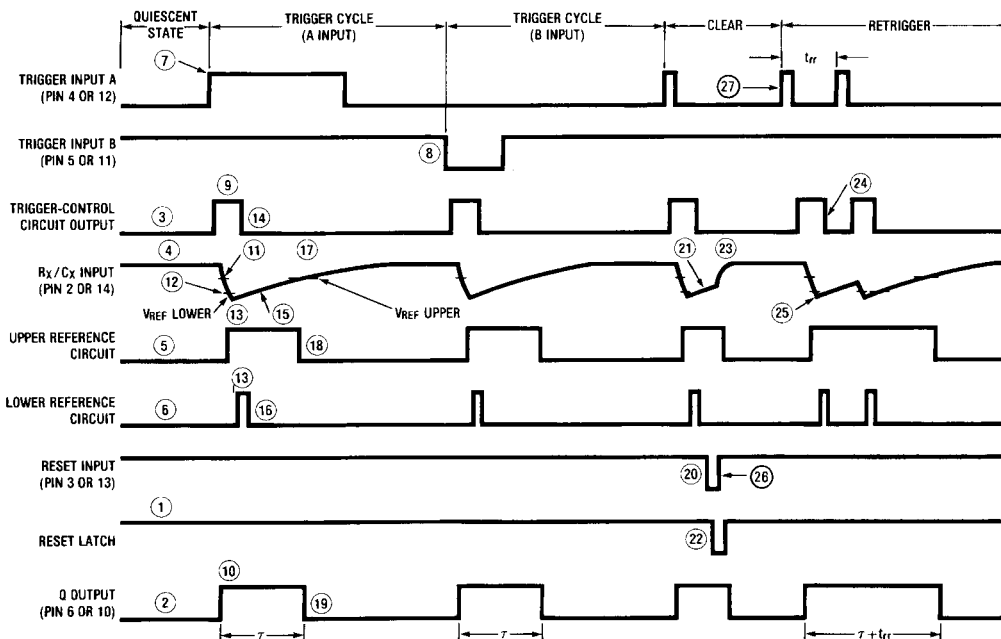 QUIESCENT
STATE
TRIGGER CYCLE
(A INPUT)
TRIGGER CYCLE
(B INPUT)
CLEAR
RETRIGGER
7
trr
27
TRIGGER INPUT A
(PIN 4 OR 12)
TRIGGER INPUT B
(PIN 5 OR 11)
8
9
24
TRIGGER-CONTROL
CIRCUIT OUTPUT
3
14
4
11
17
21
23
RX/CX INPUT
(PIN 2 OR 14)
12
VREF LOWER
13
15
VREF UPPER
25
UPPER REFERENCE
CIRCUIT
5
18
13
LOWER REFERENCE
CIRCUIT
6
16
RESET INPUT
(PIN 3 OR 13)
20
26
1
RESET LATCH
22
10
Q OUTPUT
(PIN 6 OR 10)
2
19
τ
τ
τ + trr